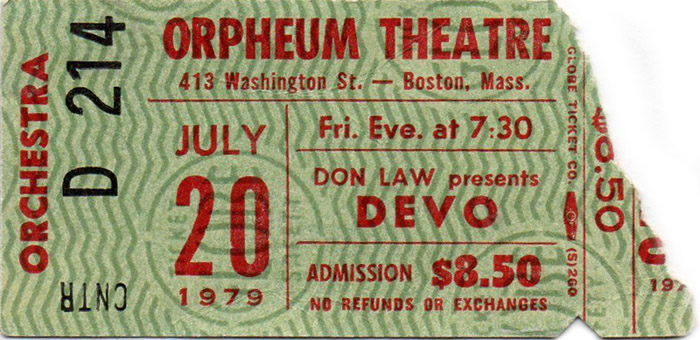 ORPHEUM THEATRE
413 Washington St. — Boston, Mass.
ORCHESTRA
D 214
CNTR
JULY
20
1979
Fri. Eve. at 7:30
DON LAW presents
DEVO
ADMISSION $8.50
NO REFUNDS OR EXCHANGES
GLOBE TICKET CO. (S)2GO
$8.50